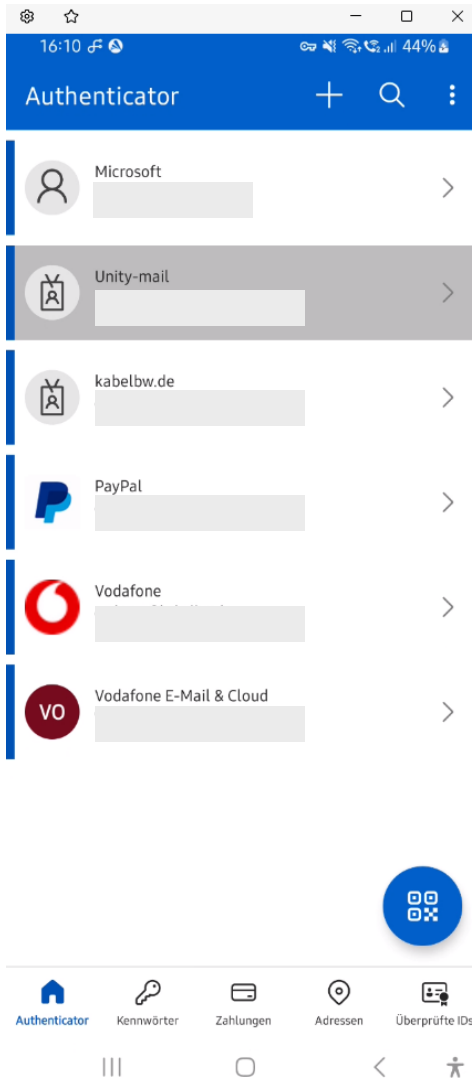 16:10
44%
Authenticator
Microsoft
Unity-mail
kabelbw.de
PayPal
Vodafone
VO
Vodafone E-Mail & Cloud
Authenticator Kennwörter Zahlungen Adressen Überprüfte IDs